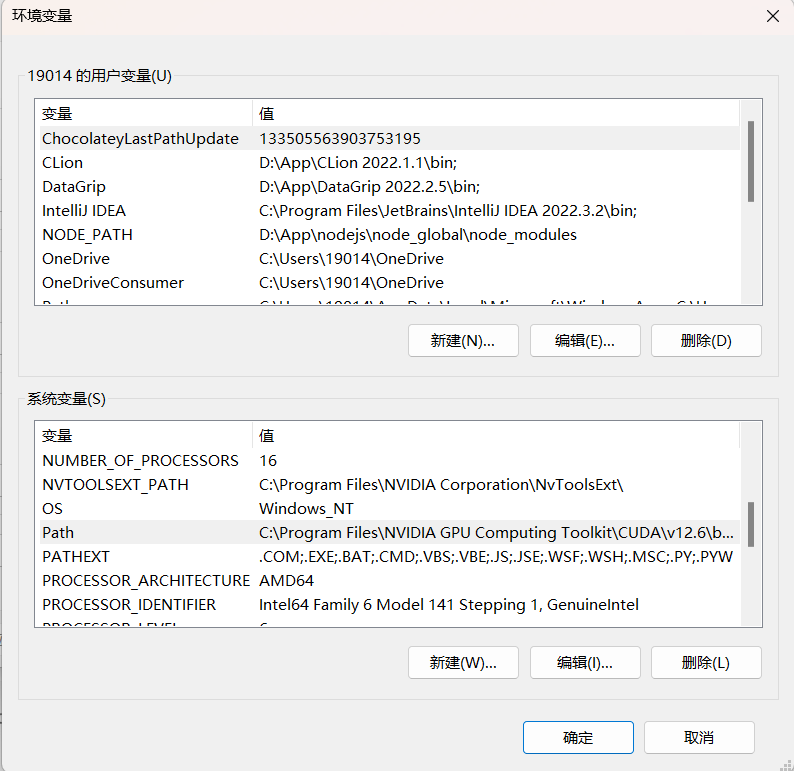 环境变量
19014 的用户变量(U)
变量 值
ChocolateyLastPathUpdate 133505563903753195
CLion D:\App\CLion 2022.1.1\bin;
DataGrip D:\App\DataGrip 2022.2.5\bin;
IntelliJ IDEA C:\Program Files\JetBrains\IntelliJ IDEA 2022.3.2\bin;
NODE_PATH D:\App\nodejs\node_global\node_modules
OneDrive C:\Users\19014\OneDrive
OneDriveConsumer C:\Users\19014\OneDrive
新建(N)... 编辑(E)... 删除(D)
系统变量(S)
变量 值
NUMBER_OF_PROCESSORS 16
NVTOOLSEXT_PATH C:\Program Files\NVIDIA Corporation\NvToolsExt\
OS Windows_NT
Path C:\Program Files\NVIDIA GPU Computing Toolkit\CUDA\v12.6\b...
PATHEXT .COM;.EXE;.BAT;.CMD;.VBS;.VBE;.JS;.JSE;.WSF;.WSH;.MSC;.PY;.PYW
PROCESSOR_ARCHITECTURE AMD64
PROCESSOR_IDENTIFIER Intel64 Family 6 Model 141 Stepping 1, GenuineIntel
新建(W)... 编辑(I)... 删除(L)
确定 取消